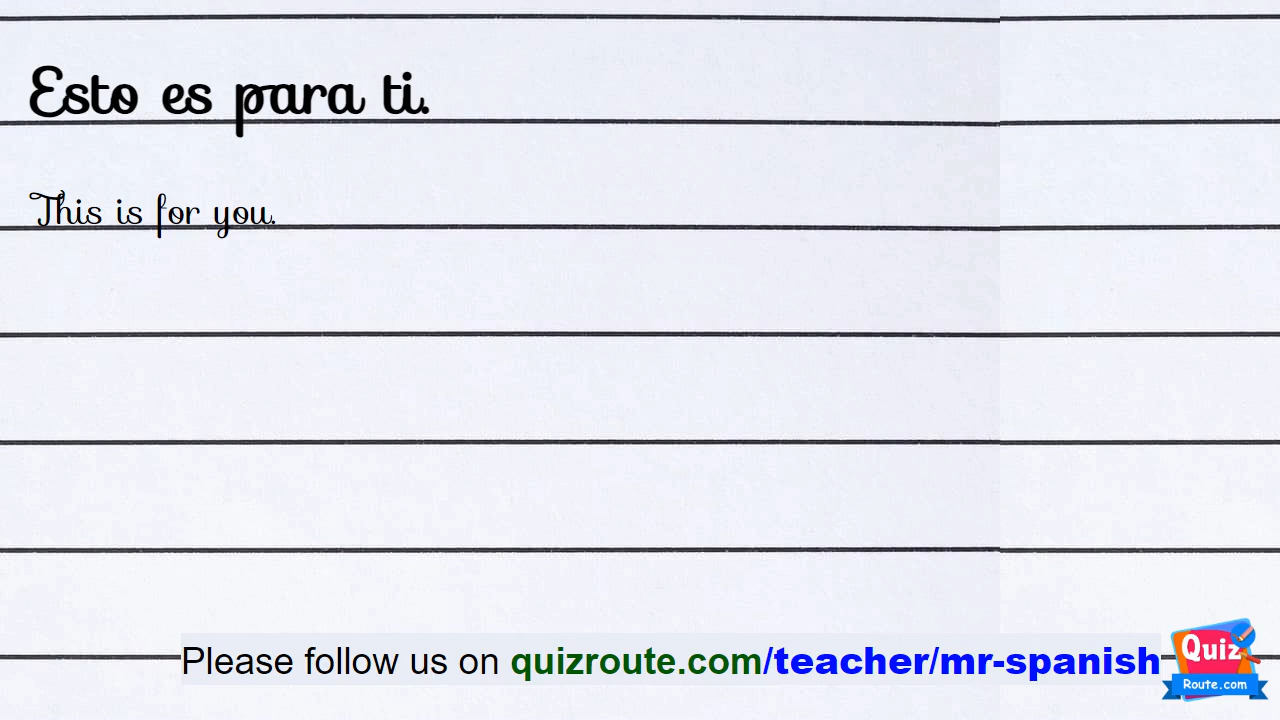 Esto es para ti.
This is for you.
Please follow us on quizroute.com/teacher/mr-spanish
Quiz
Route.com